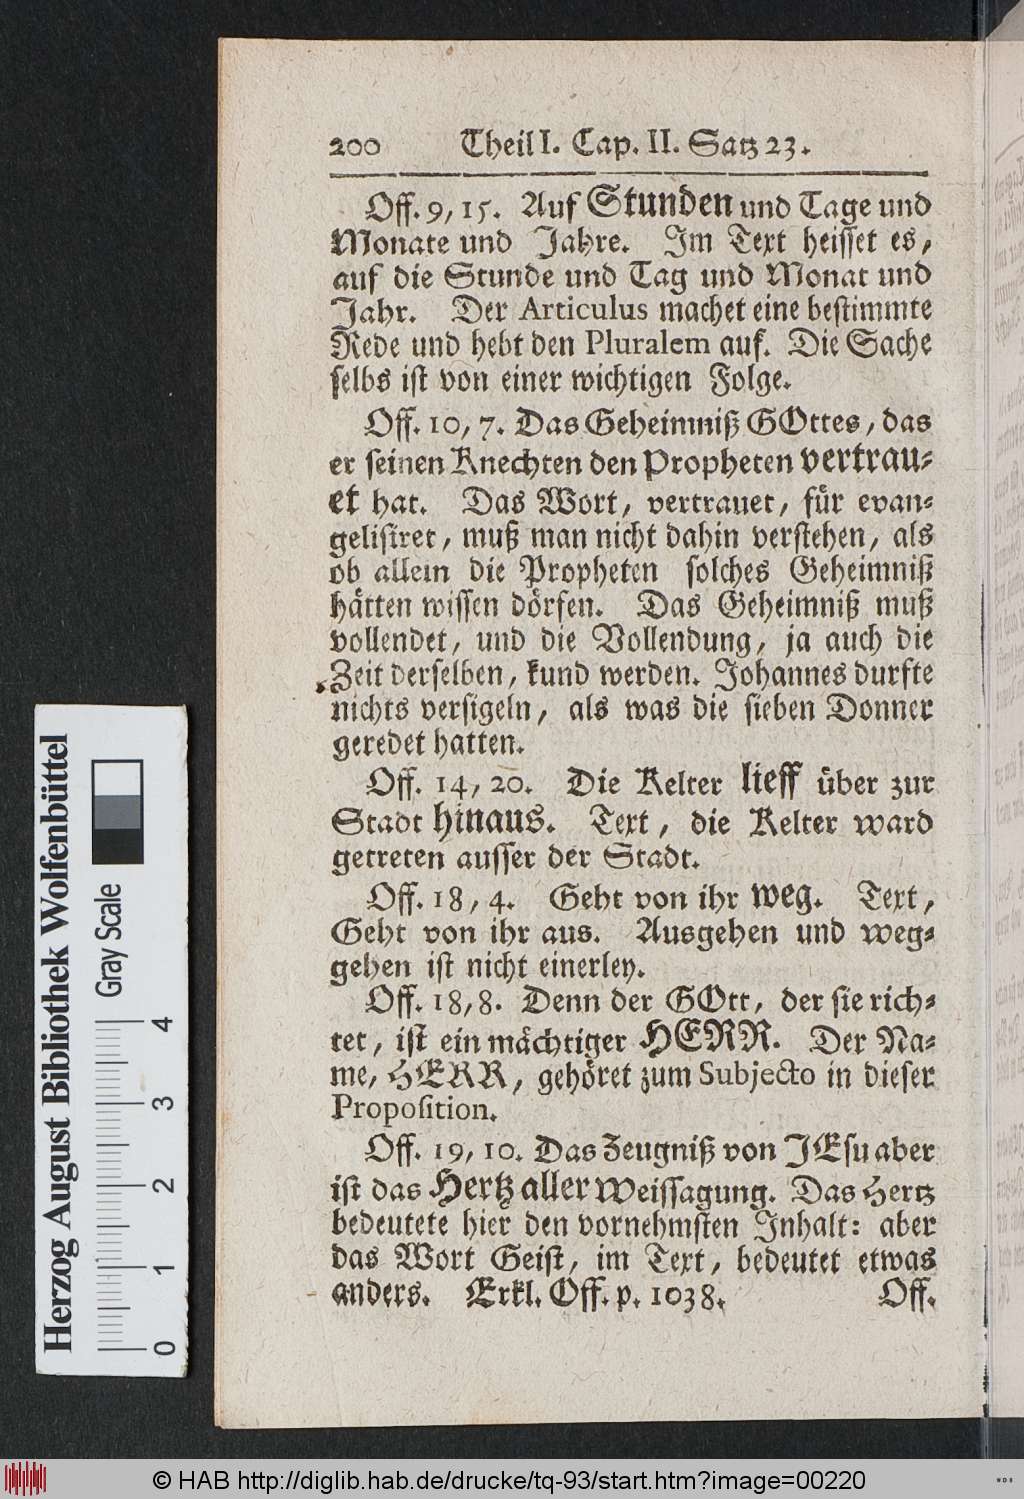 200 Theil I. Cap. II. Satz 23.
Off. 9, 15. Auf Stunden und Tage und
Monate und Jahre. Im Text heisset es,
auf die Stunde und Tag und Monat und
Jahr. Der Articulus machet eine bestimmte
Rede und hebt den Pluralem auf. Die Sache
selbs ist von einer wichtigen Folge.
Off. 10, 7. Das Geheimniß GOttes, das
er seinen Knechten den Propheten vertrau⸗
et hat. Das Wort, vertrauet, für evan⸗
gelisiret, muß man nicht dahin verstehen, als
ob allein die Propheten solches Geheimniß
hätten wissen dörfen. Das Geheimniß muß
vollendet, und die Vollendung, ja auch die
Zeit derselben, kund werden. Johannes durfte
nichts versigeln, als was die sieben Donner
geredet hatten.
Off. 14, 20. Die Kelter lieff über zur
Stadt hinaus. Text, die Kelter ward
getreten ausser der Stadt.
Off. 18, 4. Geht von ihr weg. Text,
Geht von ihr aus. Ausgehen und weg⸗
gehen ist nicht einerley.
Off. 18, 8. Denn der GOtt, der sie rich⸗
tet, ist ein mächtiger HERR. Der Na⸗
me, HERR, gehöret zum Subjecto in dieser
Proposition.
Off. 19, 10. Das Zeugniß von JEsu aber
ist das Hertz aller Weissagung. Das Hertz
bedeutete hier den vornehmsten Inhalt: aber
das Wort Geist, im Text, bedeutet etwas
anders. Erkl. Off. p. 1038. Off.
Herzog August Bibliothek Wolfenbüttel
Gray Scale
0 1 2 3 4
© HAB http://diglib.hab.de/drucke/tq-93/start.htm?image=00220